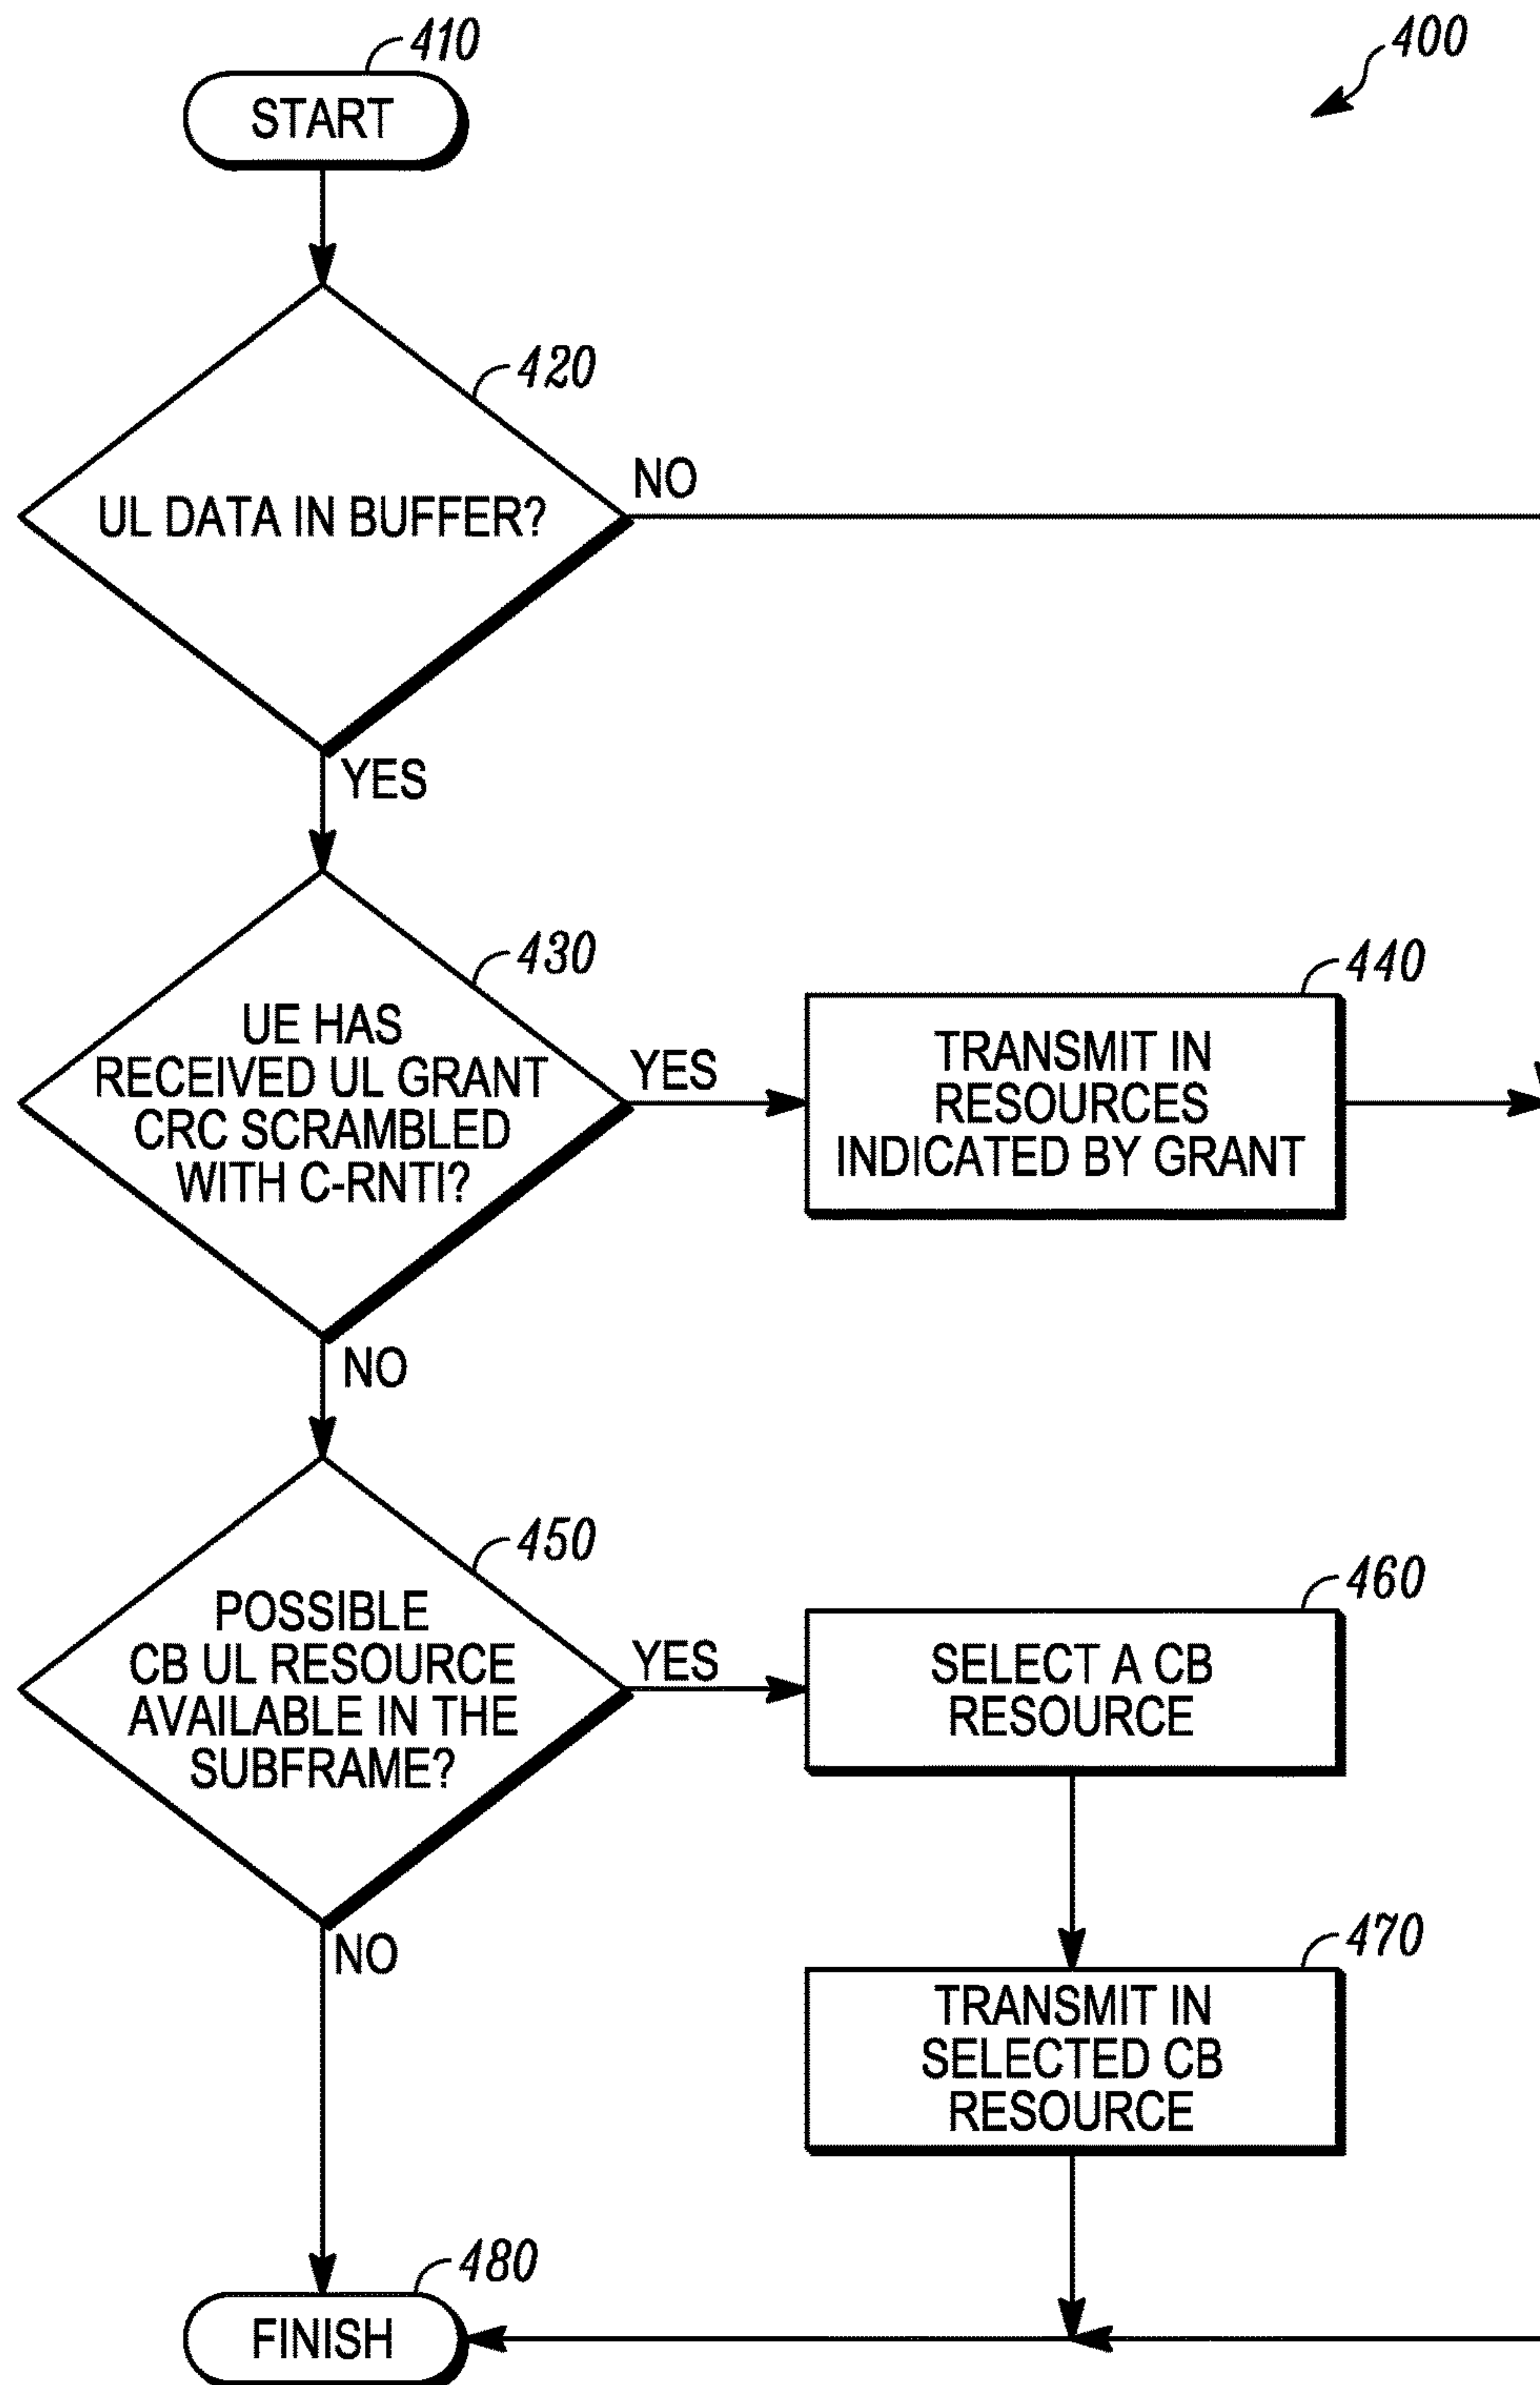 410
400
START
420
NO
UL DATA IN BUFFER?
YES
430
440
UE HAS
RECEIVED UL GRANT
CRC SCRAMBLED
WITH C-RNTI?
YES
TRANSMIT IN
RESOURCES
INDICATED BY GRANT
NO
450
460
POSSIBLE
CB UL RESOURCE
AVAILABLE IN THE
SUBFRAME?
YES
SELECT A CB
RESOURCE
NO
470
TRANSMIT IN
SELECTED CB
RESOURCE
480
FINISH